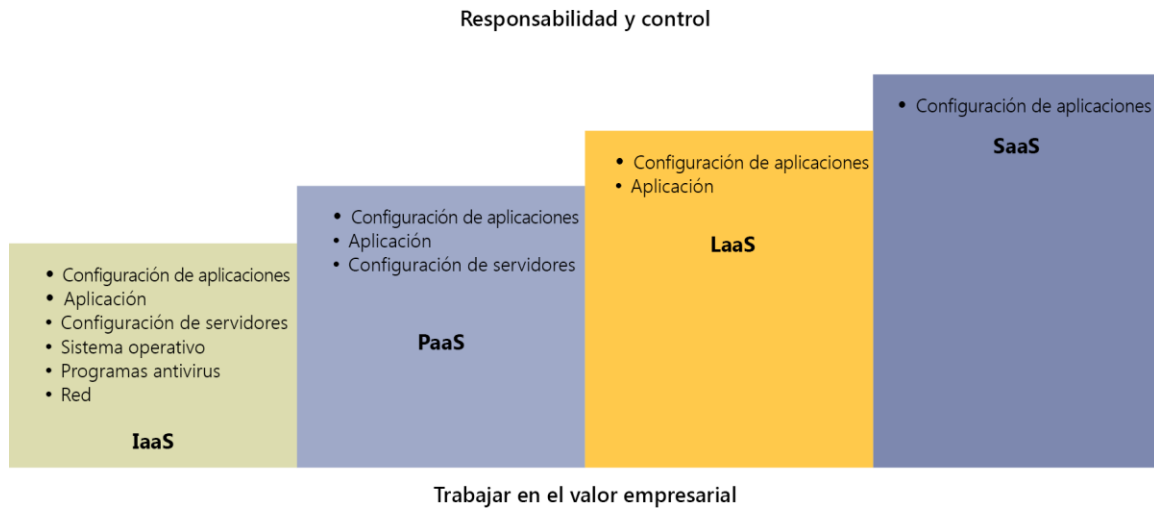 Responsabilidad y control
• Configuración de aplicaciones
• Aplicación
• Configuración de servidores
• Sistema operativo
• Programas antivirus
• Red
IaaS
• Configuración de aplicaciones
• Aplicación
• Configuración de servidores
PaaS
• Configuración de aplicaciones
• Aplicación
LaaS
• Configuración de aplicaciones
SaaS
Trabajar en el valor empresarial